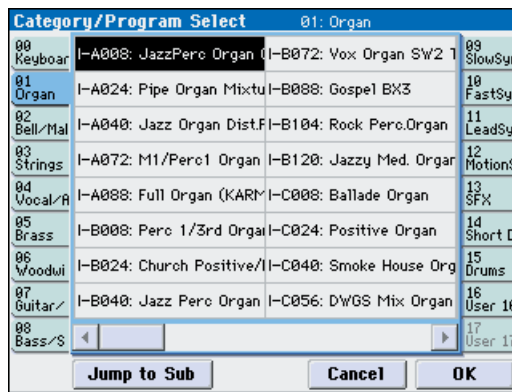 Category/Program Select 01: Organ
00
Keyboar
01
Organ
02
Bell/Mal
03
Strings
04
Vocal/A
05
Brass
06
Woodwi
07
Guitar/
08
Bass/S
I-A008: JazzPerc Organ (
I-A024: Pipe Organ Mixtu
I-A040: Jazz Organ Dist.F
I-A072: M1/Perc1 Organ
I-A088: Full Organ (KARM
I-B008: Perc 1/3rd Orga
I-B024: Church Positive/
I-B040: Jazz Perc Organ
I-B072: Vox Organ SW2 T
I-B088: Gospel BX3
I-B104: Rock Perc.Organ
I-B120: Jazzy Med. Organ
I-C008: Ballade Organ
I-C024: Positive Organ
I-C040: Smoke House Org
I-C056: DWGS Mix Organ
09
SlowSy
10
FastSy
11
LeadSy
12
MotionS
13
SFX
14
Short D
15
Drums
16
User 16
17
User 17
Jump to Sub Cancel OK